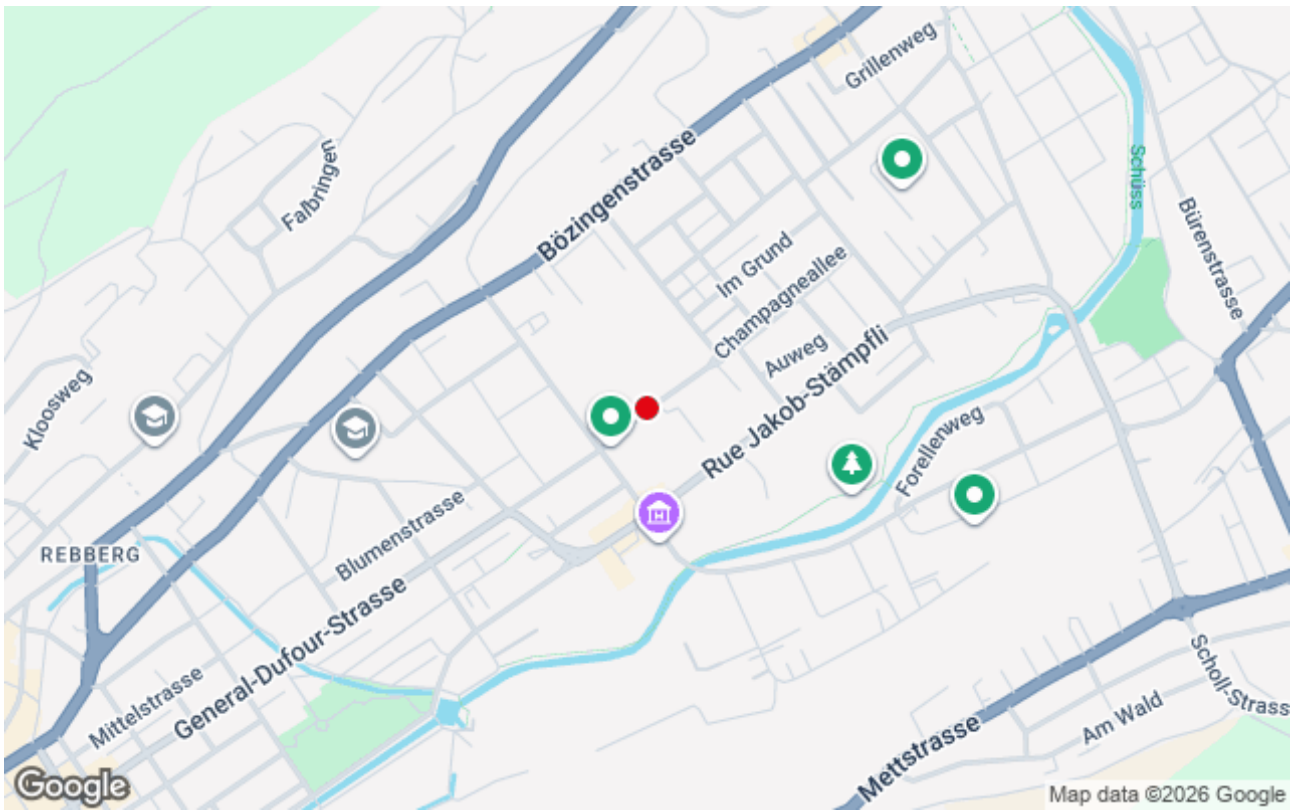 Grillenweg
Schüss
Falbringen
Bözingenstrasse
Bürenstrasse
Im Grund
Champagneallee
Auweg
Kloosweg
Rue Jakob-Stämpfli
Forellenweg
Blumenstrasse
REBBERG
General-Dufour-Strasse
Mittelstrasse
Scholl-Strass
Am Wald
Mettstrasse
Google
Map data ©2026 Google